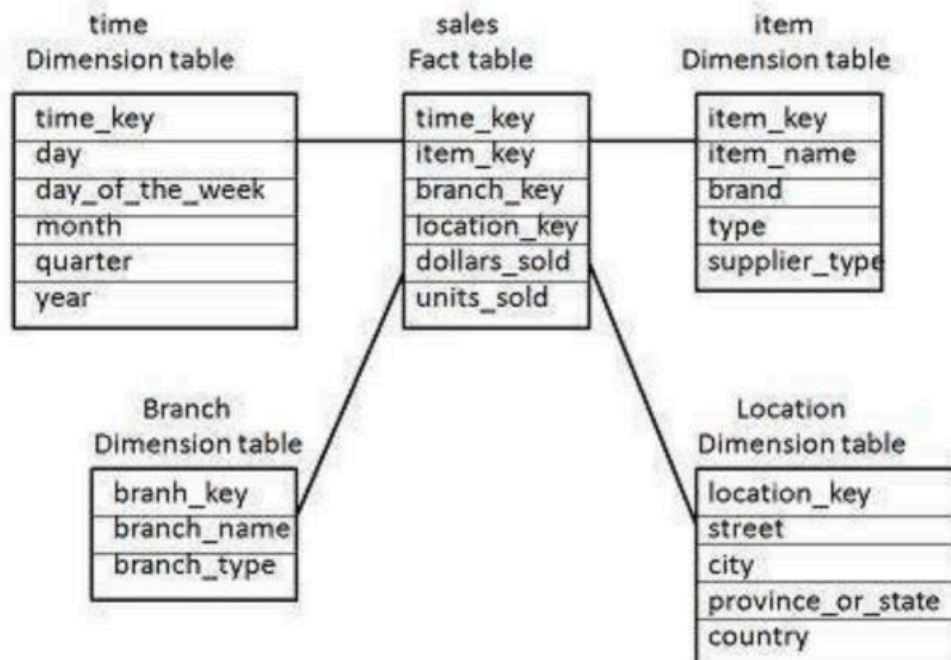 time
Dimension table
time_key
day
day_of_the_week
month
quarter
year
sales
Fact table
time_key
item_key
branch_key
location_key
dollars_sold
units_sold
item
Dimension table
item_key
item_name
brand
type
supplier_type
Branch
Dimension table
branh_key
branch_name
branch_type
Location
Dimension table
location_key
street
city
province_or_state
country